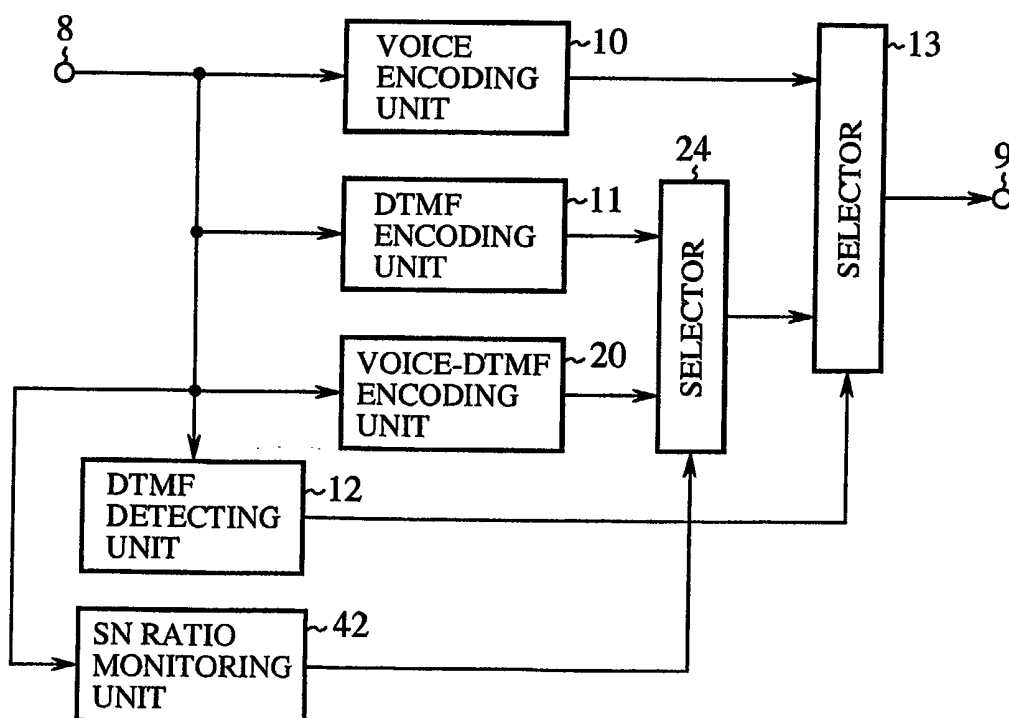 8
VOICE
ENCODING
UNIT
10
SELECTOR
13
DTMF
ENCODING
UNIT
11
24
SELECTOR
9
VOICE-DTMF
ENCODING
UNIT
20
DTMF
DETECTING
UNIT
12
SN RATIO
MONITORING
UNIT
42